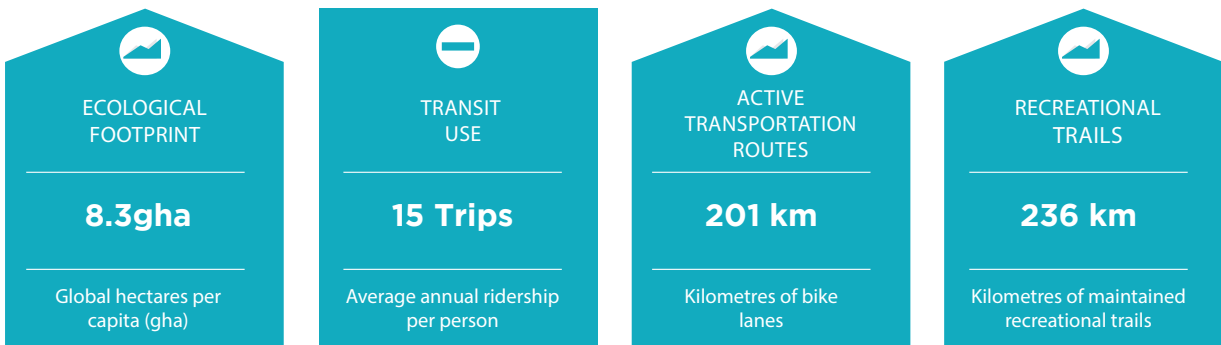 ECOLOGICAL
FOOTPRINT
8.3gha
Global hectares per
capita (gha)
TRANSIT
USE
15 Trips
Average annual ridership
per person
ACTIVE
TRANSPORTATION
ROUTES
201 km
Kilometres of bike
lanes
RECREATIONAL
TRAILS
236 km
Kilometres of maintained
recreational trails